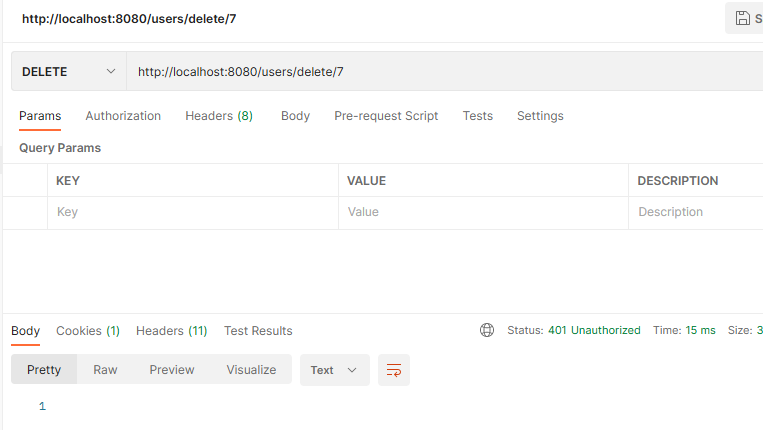 http://localhost:8080/users/delete/7
S
DELETE http://localhost:8080/users/delete/7
Params Authorization Headers (8) Body Pre-request Script Tests Settings
Query Params
KEY VALUE DESCRIPTION
Key Value Description
Body Cookies (1) Headers (11) Test Results Status: 401 Unauthorized Time: 15 ms Size: 3
Pretty Raw Preview Visualize Text
1